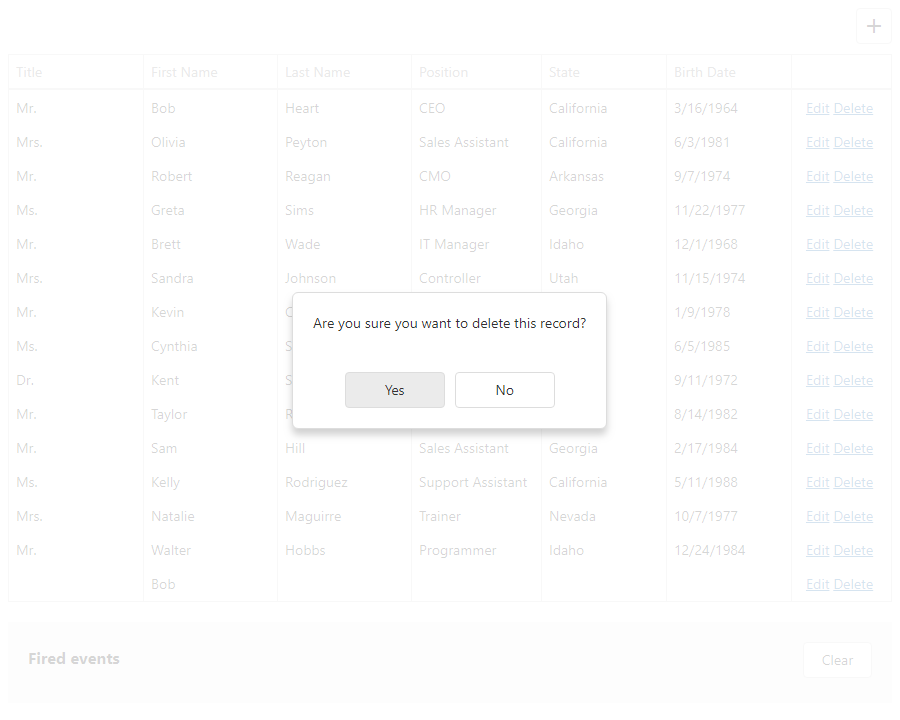 +
Title First Name Last Name Position State Birth Date
Mr. Bob Heart CEO California 3/16/1964 Edit Delete
Mrs. Olivia Peyton Sales Assistant California 6/3/1981 Edit Delete
Mr. Robert Reagan CMO Arkansas 9/7/1974 Edit Delete
Ms. Greta Sims HR Manager Georgia 11/22/1977 Edit Delete
Mr. Brett Wade IT Manager Idaho 12/1/1968 Edit Delete
Mrs. Sandra Johnson Controller Utah 11/15/1974 Edit Delete
Mr. Kevin 1/9/1978 Edit Delete
Ms. Cynthia 6/5/1985 Edit Delete
Dr. Kent 9/11/1972 Edit Delete
Mr. Taylor 8/14/1982 Edit Delete
Mr. Sam Hill Sales Assistant Georgia 2/17/1984 Edit Delete
Ms. Kelly Rodriguez Support Assistant California 5/11/1988 Edit Delete
Mrs. Natalie Maguirre Trainer Nevada 10/7/1977 Edit Delete
Mr. Walter Hobbs Programmer Idaho 12/24/1984 Edit Delete
Bob Edit Delete
Are you sure you want to delete this record?
Yes No
Fired events Clear